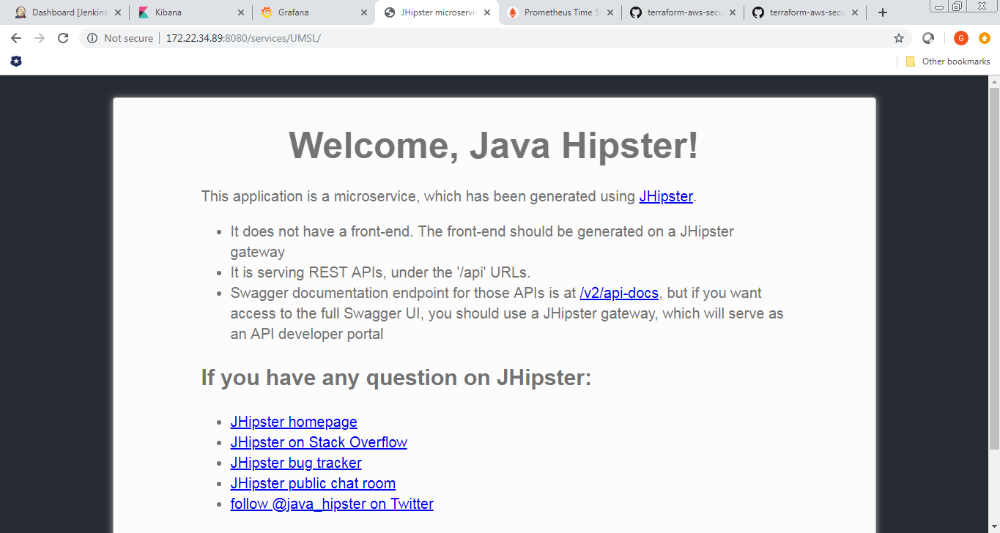 Dashboard [Jenkins
Kibana
Grafana
JHipster microservic
Prometheus Time S
terraform-aws-secu
terraform-aws-secu
Not secure
172.22.34.89:8080/services/UMSL/
G
Other bookmarks
Welcome, Java Hipster!
This application is a microservice, which has been generated using JHipster.
It does not have a front-end. The front-end should be generated on a JHipster
gateway
It is serving REST APIs, under the '/api' URLs.
Swagger documentation endpoint for those APIs is at /v2/api-docs, but if you want
access to the full Swagger UI, you should use a JHipster gateway, which will serve as
an API developer portal
If you have any question on JHipster:
JHipster homepage
JHipster on Stack Overflow
JHipster bug tracker
JHipster public chat room
follow @java_hipster on Twitter